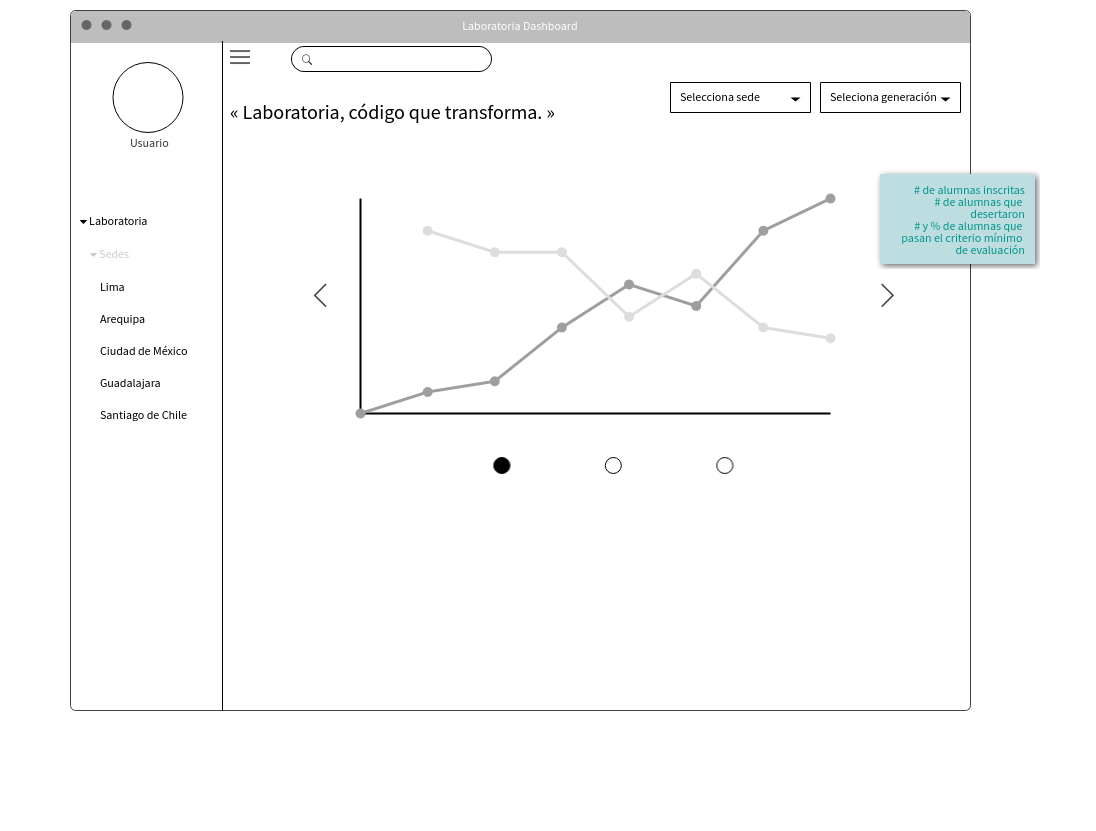 Laboratoria Dashboard
Usuario
Laboratoria
Sedes
Lima
Arequipa
Ciudad de México
Guadalajara
Santiago de Chile
« Laboratoria, código que transforma. »
Selecciona sede
Seleciona generación
# de alumnas inscritas
# de alumnas que
desertaron
# y % de alumnas que
pasan el criterio mínimo
de evaluación